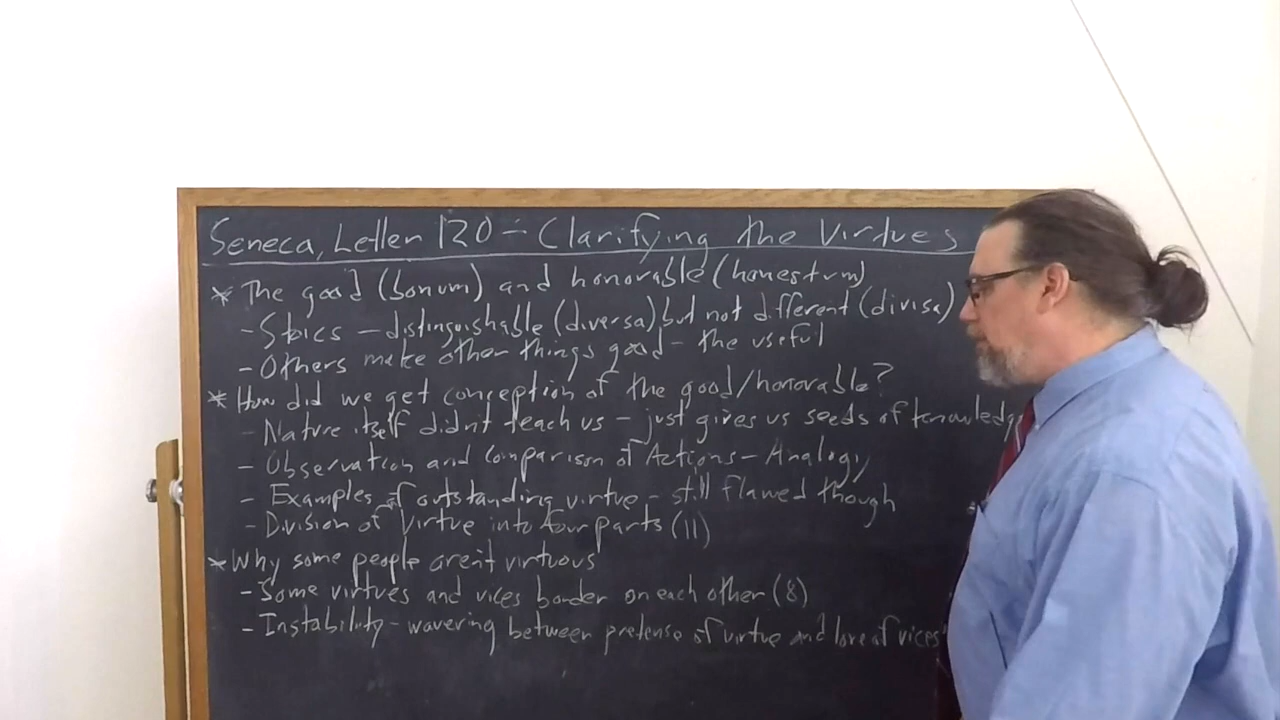 Seneca, Letter 120 - Clarifying the Virtues
* The good (bonum) and honorable (honestum)
- Stoics - distinguishable (diversa) but not different (divisa)
- Others make other things good - the useful
* How did we get conception of the good/honorable?
- Nature itself didn't teach us - just gives us seeds of knowledge
- Observation and Comparison of Actions - Analogy
- Examples of outstanding virtue - still flawed though
- Division of Virtue into four parts (11)
* Why some people aren't virtuous
- Some virtues and vices border on each other (8)
- Instability - wavering between pretense of virtue and love of vices